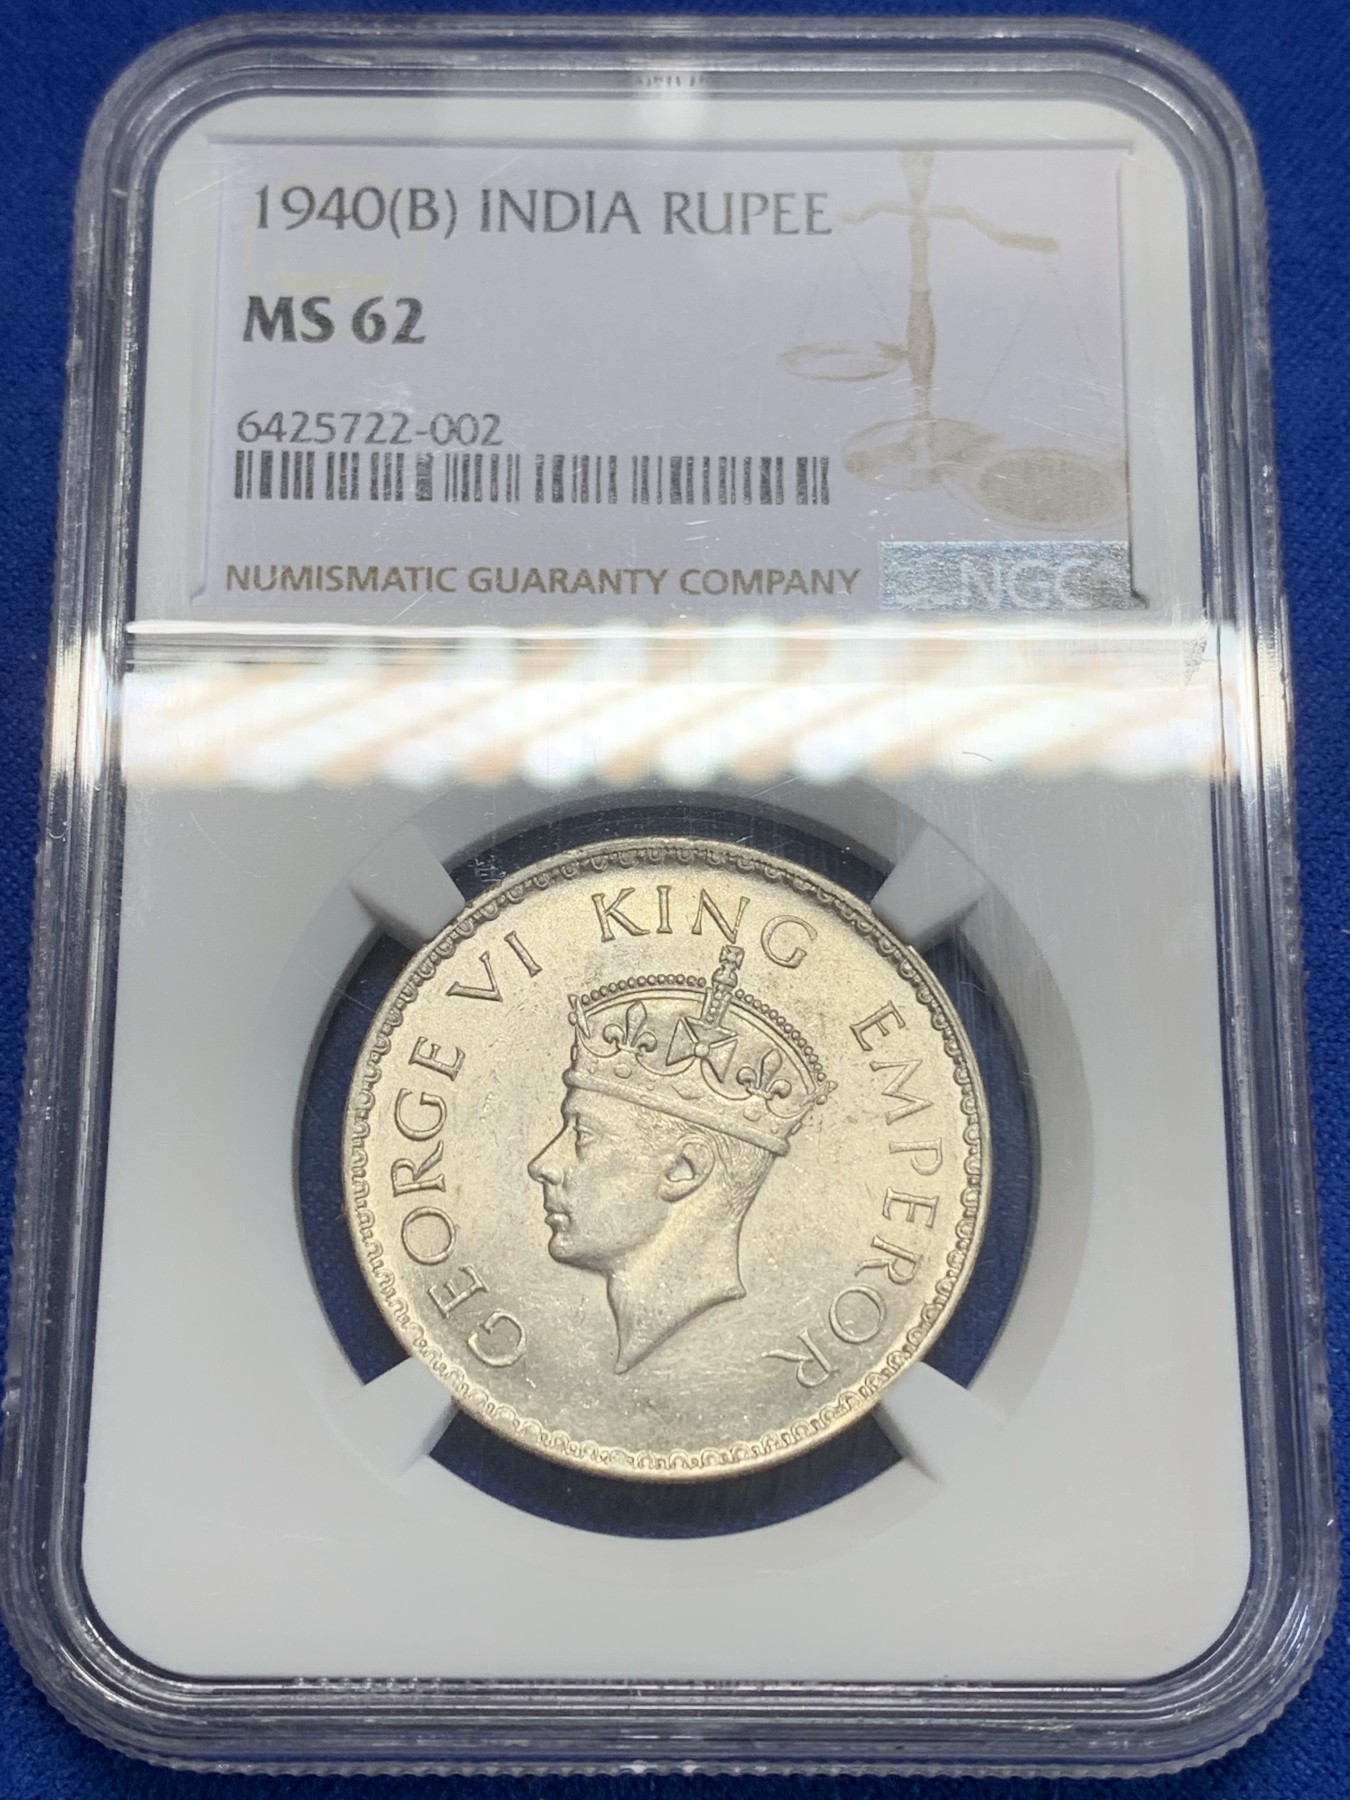 1940(B) INDIA RUPEE
MS 62
6425722-002
NUMISMATIC GUARANTY COMPANY
NGC
GEORGE VI KING EMPEROR